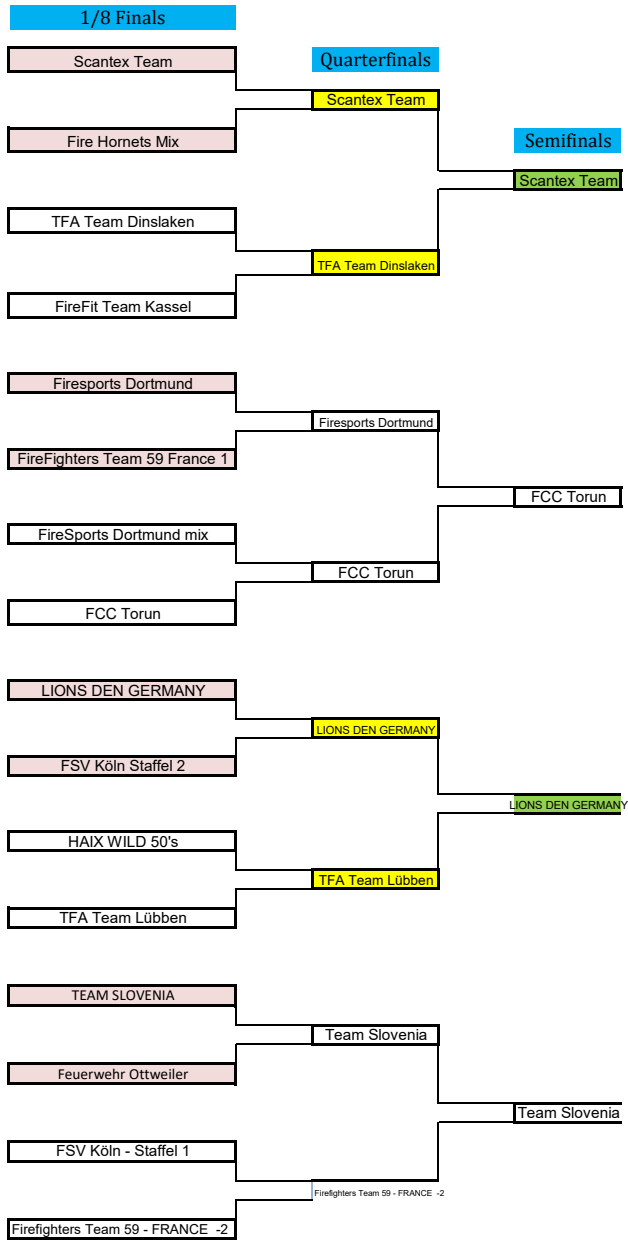 1/8 Finals
Scantex Team
Quarterfinals
Scantex Team
Fire Hornets Mix
Semifinals
Scantex Team
TFA Team Dinslaken
TFA Team Dinslaken
FireFit Team Kassel
Firesports Dortmund
Firesports Dortmund
FireFighters Team 59 France 1
FCC Torun
FireSports Dortmund mix
FCC Torun
FCC Torun
LIONS DEN GERMANY
LIONS DEN GERMANY
FSV Köln Staffel 2
LIONS DEN GERMANY
HAIX WILD 50's
TFA Team Lübben
TFA Team Lübben
TEAM SLOVENIA
Team Slovenia
Feuerwehr Ottweiler
Team Slovenia
FSV Köln - Staffel 1
Firefighters Team 59 - FRANCE -2
Firefighters Team 59 - FRANCE -2